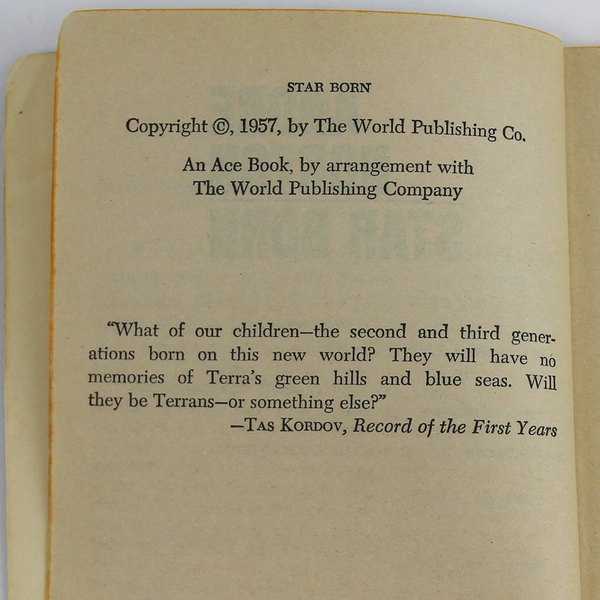 STAR BORN
Copyright ©, 1957, by The World Publishing Co.
An Ace Book, by arrangement with
The World Publishing Company
“What of our children—the second and third gener-
ations born on this new world? They will have no
memories of Terra’s green hills and blue seas. Will
they be Terrans—or something else?”
—TAS KORDOV, Record of the First Years